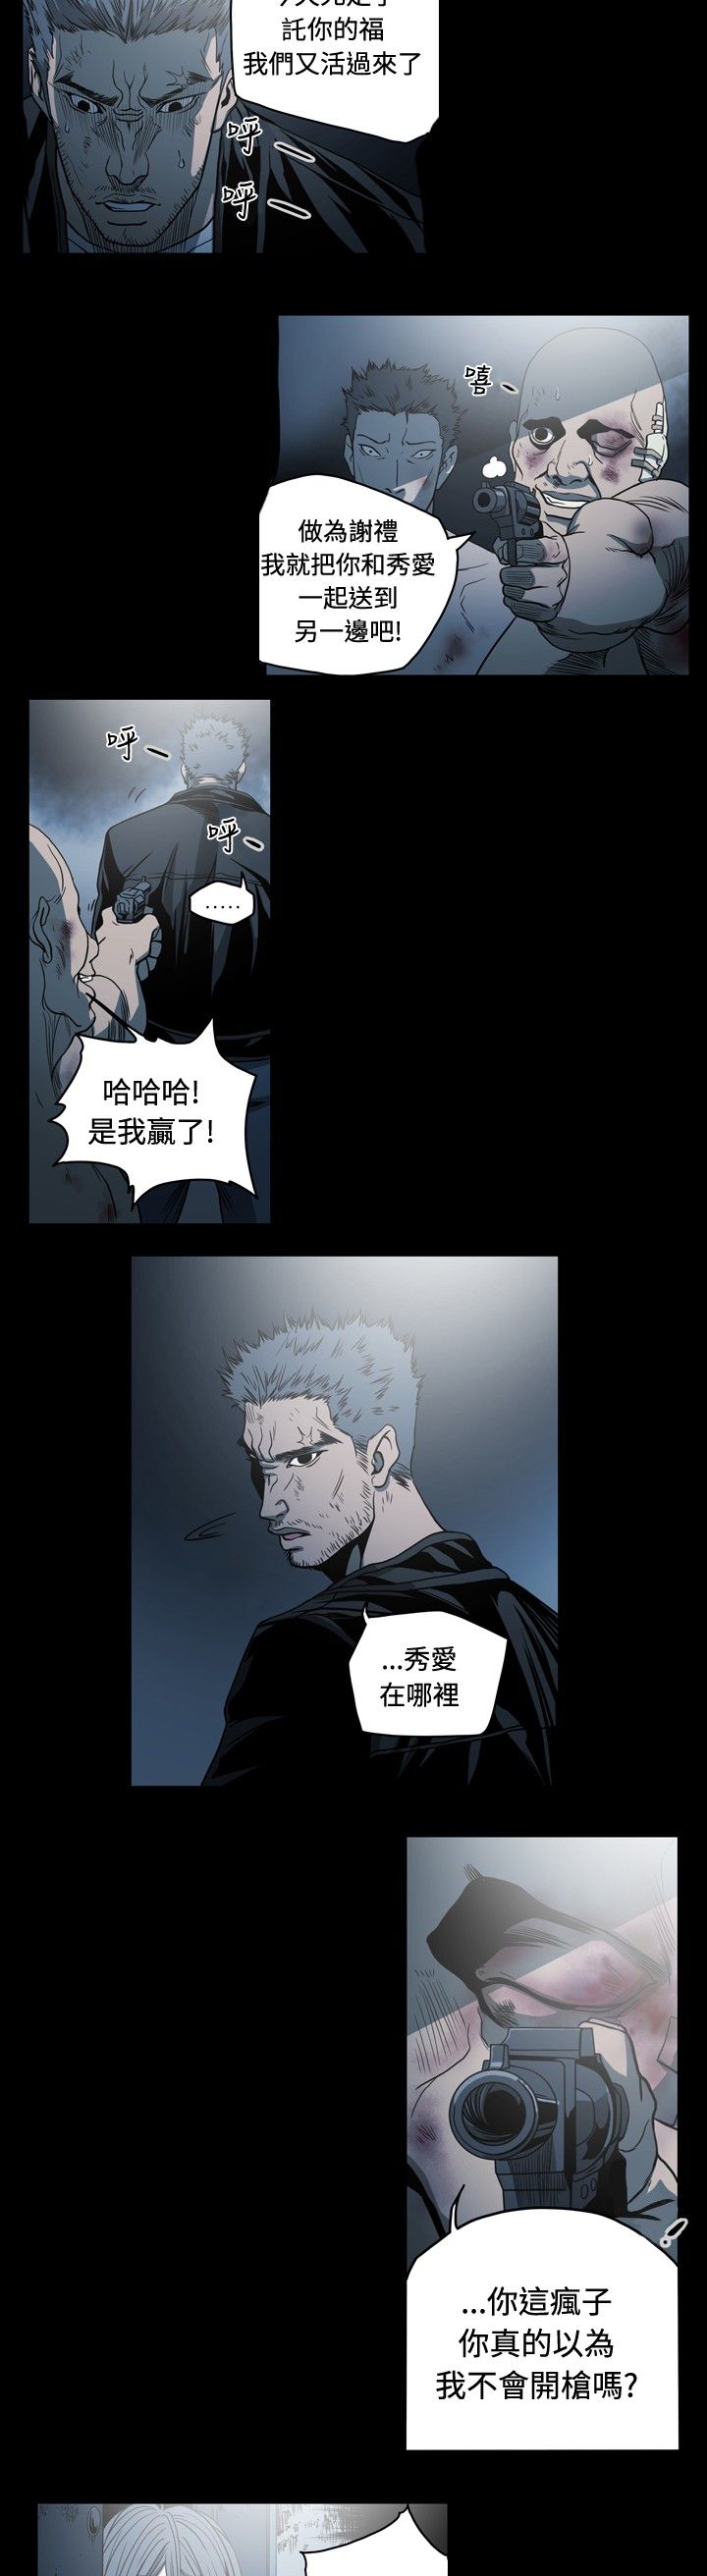 託你的福
我們又活過來了
呼
呼
嘻
做為謝禮
我就把你和秀愛
一起送到
另一邊吧!
呼
呼
.....
哈哈哈!
是我贏了!
...秀愛
在哪裡
...你這瘋子
你真的以為
我不會開槍嗎?